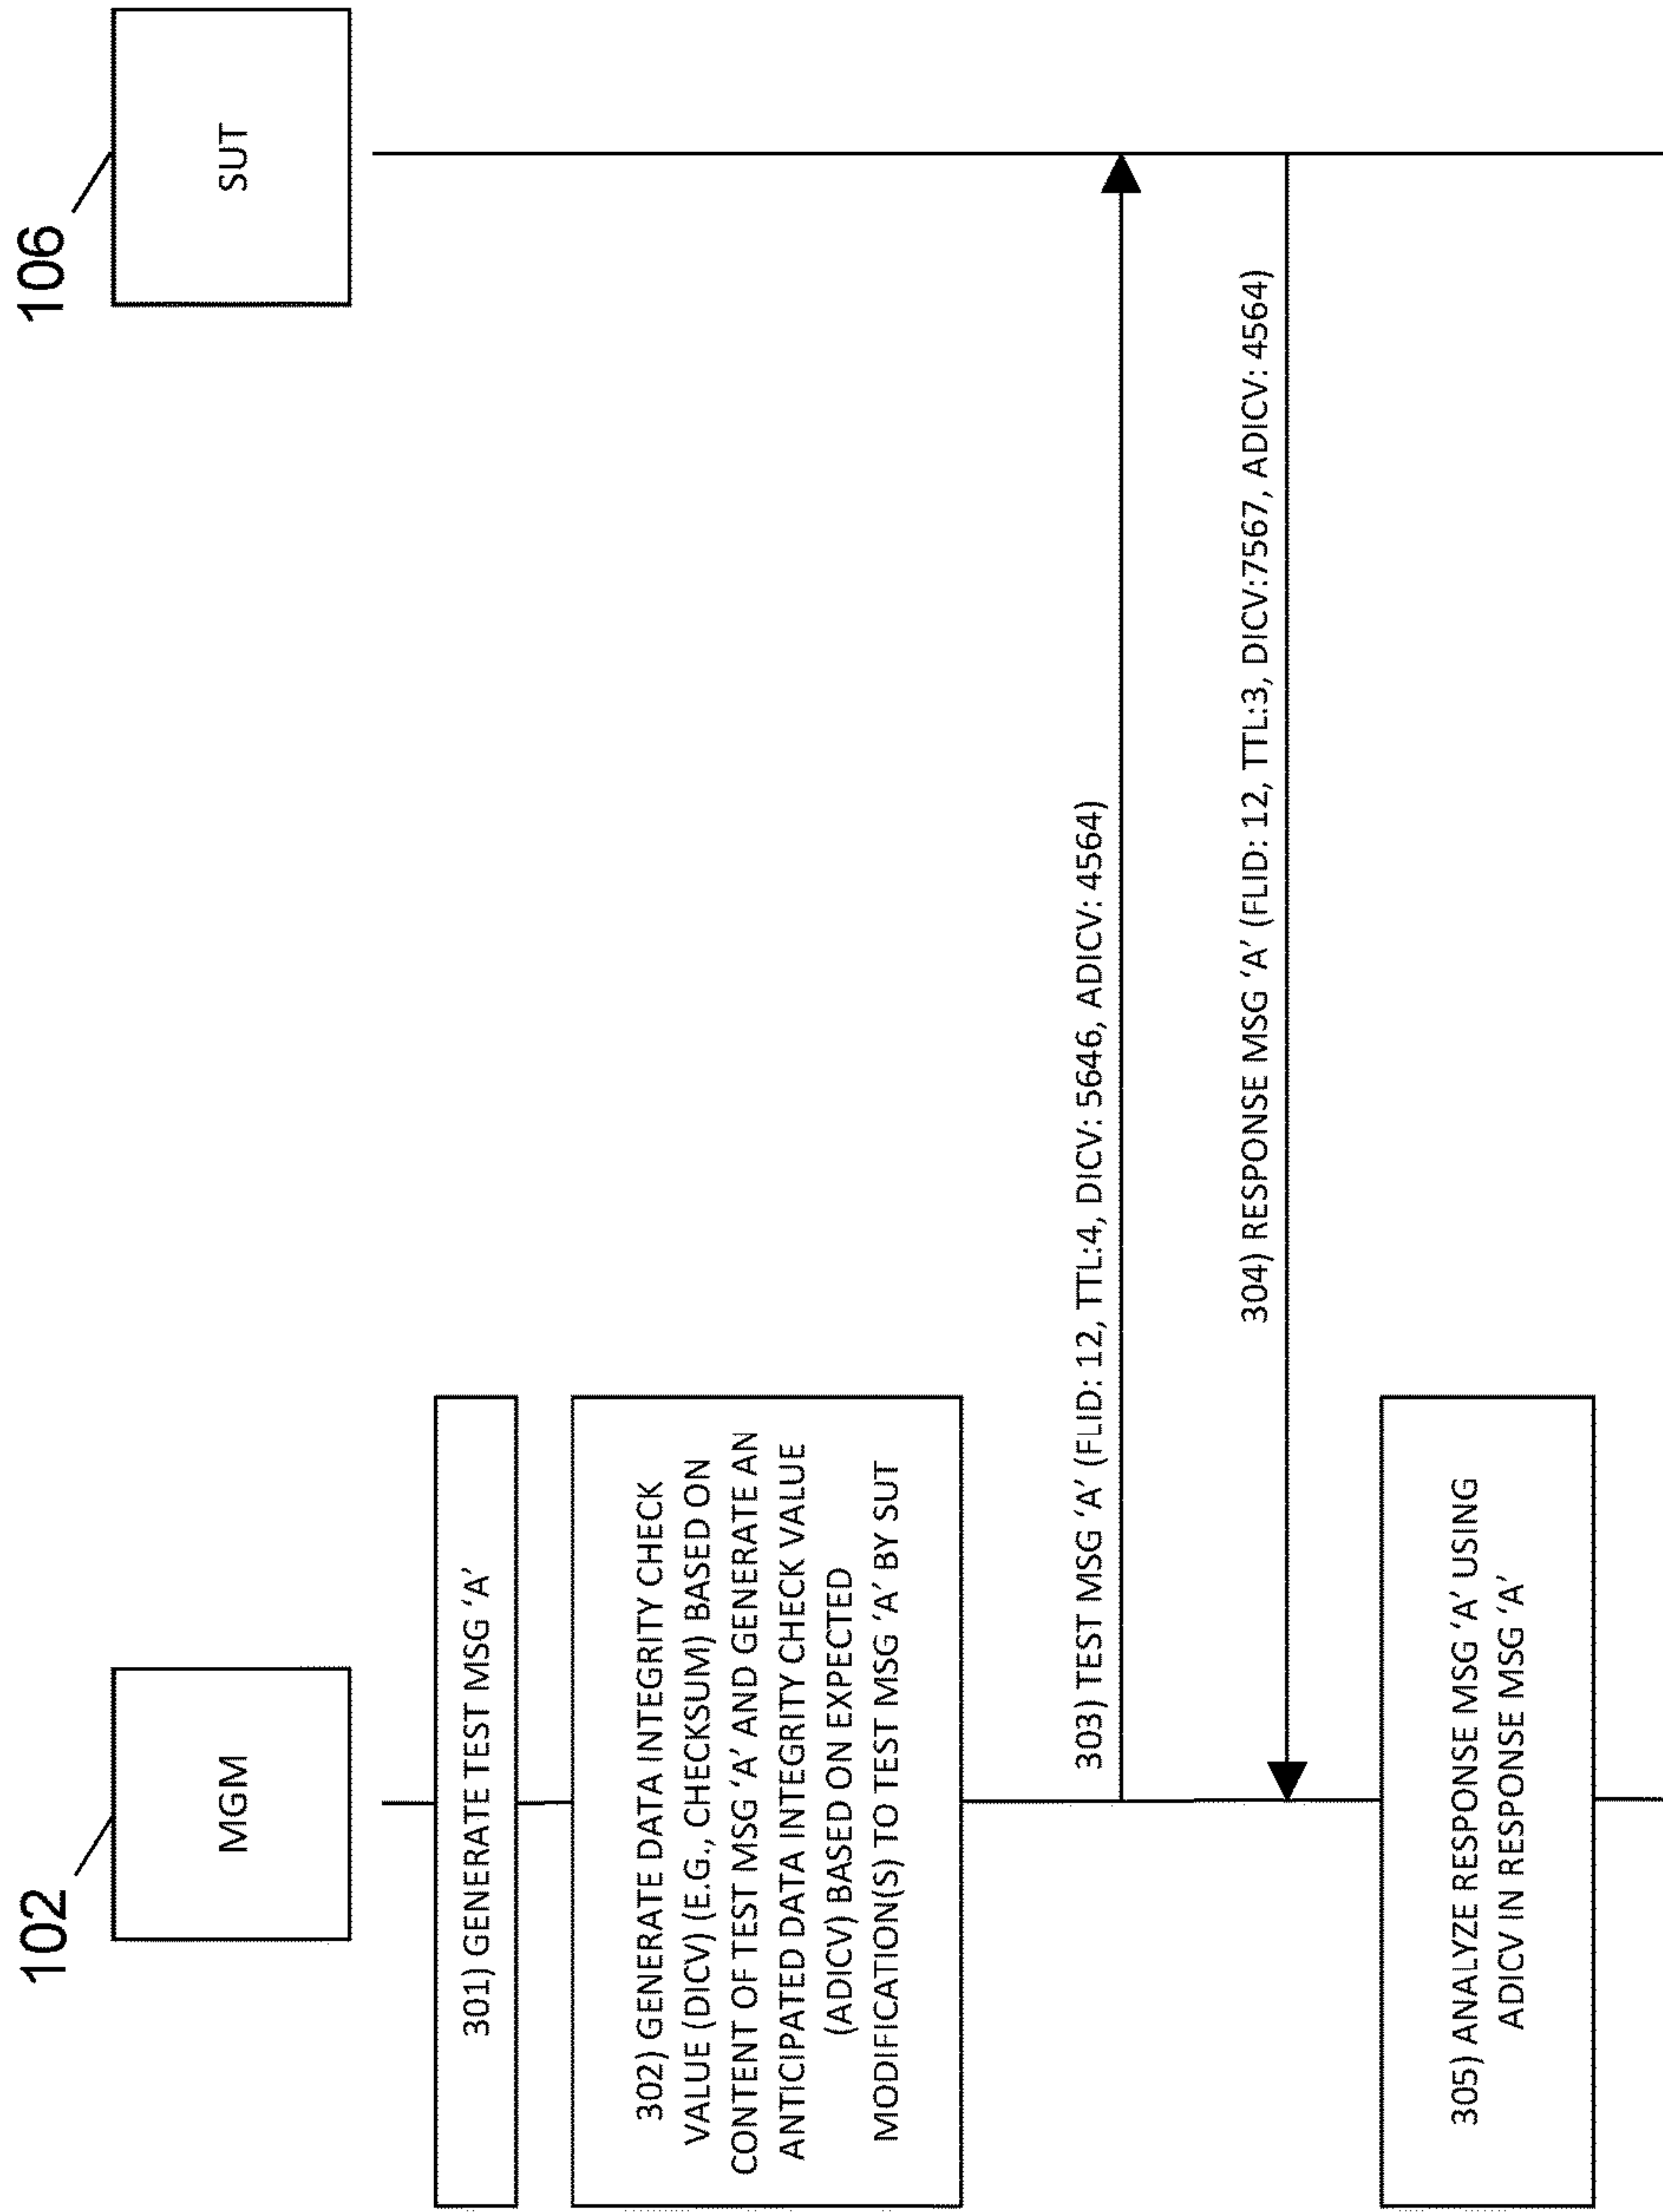 102
MGM
106
SUT
301) GENERATE TEST MSG ‘A’
302) GENERATE DATA INTEGRITY CHECK
VALUE (DICV) (E.G., CHECKSUM) BASED ON
CONTENT OF TEST MSG ‘A’ AND GENERATE AN
ANTICIPATED DATA INTEGRITY CHECK VALUE
(ADICV) BASED ON EXPECTED
MODIFICATION(S) TO TEST MSG ‘A’ BY SUT
303) TEST MSG ‘A’ (FLID: 12, TTL:4, DICV: 5646, ADICV: 4564)
304) RESPONSE MSG ‘A’ (FLID: 12, TTL:3, DICV:7567, ADICV: 4564)
305) ANALYZE RESPONSE MSG ‘A’ USING
ADICV IN RESPONSE MSG ‘A’